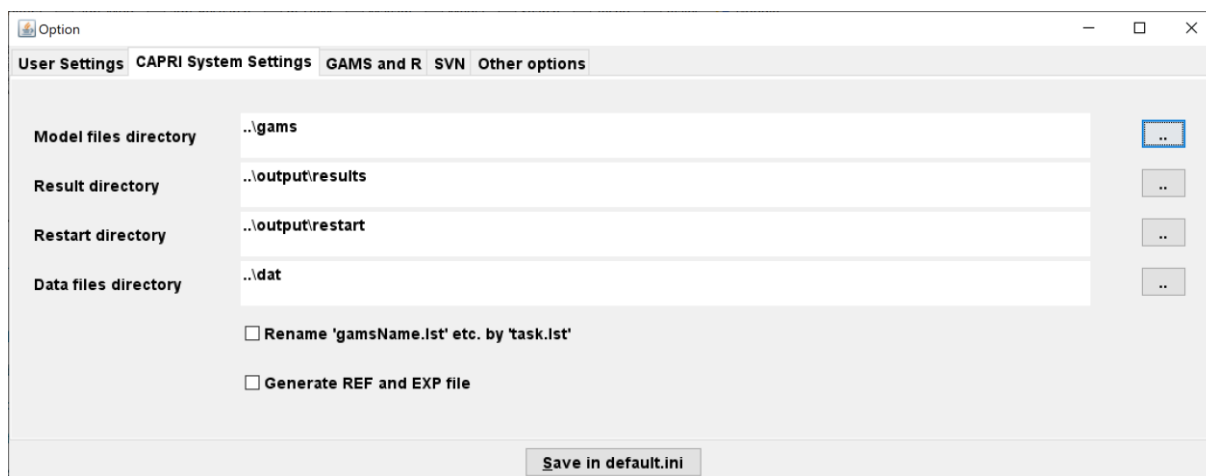 Option
User Settings CAPRI System Settings GAMS and R SVN Other options
Model files directory ..\gams ..
Result directory ..\output\results ..
Restart directory ..\output\restart ..
Data files directory ..\dat ..
Rename 'gamsName.lst' etc. by 'task.lst'
Generate REF and EXP file
Save in default.ini